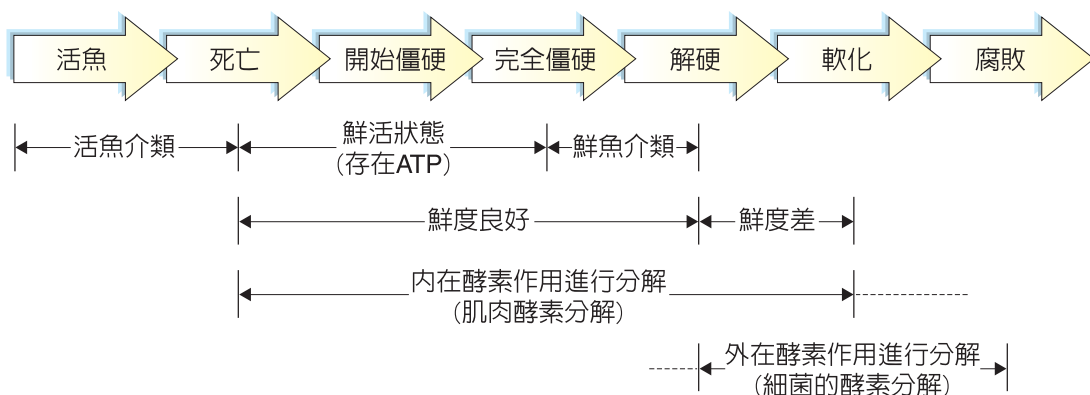 活魚 死亡 開始僵硬 完全僵硬 解硬 軟化 腐敗
活魚介類 鮮活狀態 鮮魚介類
(存在ATP)
鮮度良好 鮮度差
內在酵素作用進行分解
(肌肉酵素分解)
外在酵素作用進行分解
(細菌的酵素分解)